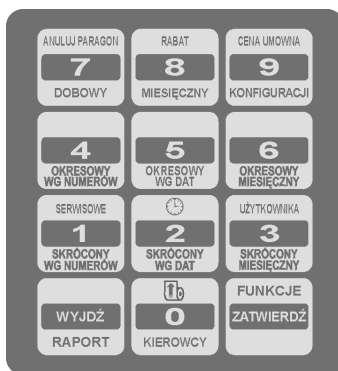 ANULUJ PARAGON RABAT CENA UMOWNA
7 8 9
DOBOWY MIESIĘCZNY KONFIGURACJI
4 5 6
OKRESOWY OKRESOWY OKRESOWY
WG NUMERÓW WG DAT MIESIĘCZNY
SERWISOWE UŻYTKOWNIKA
1 2 3
SKRÓCONY SKRÓCONY SKRÓCONY
WG NUMERÓW WG DAT MIESIĘCZNY
FUNKCJE
WYJDŹ 0 ZATWIERDŹ
RAPORT KIEROWCY